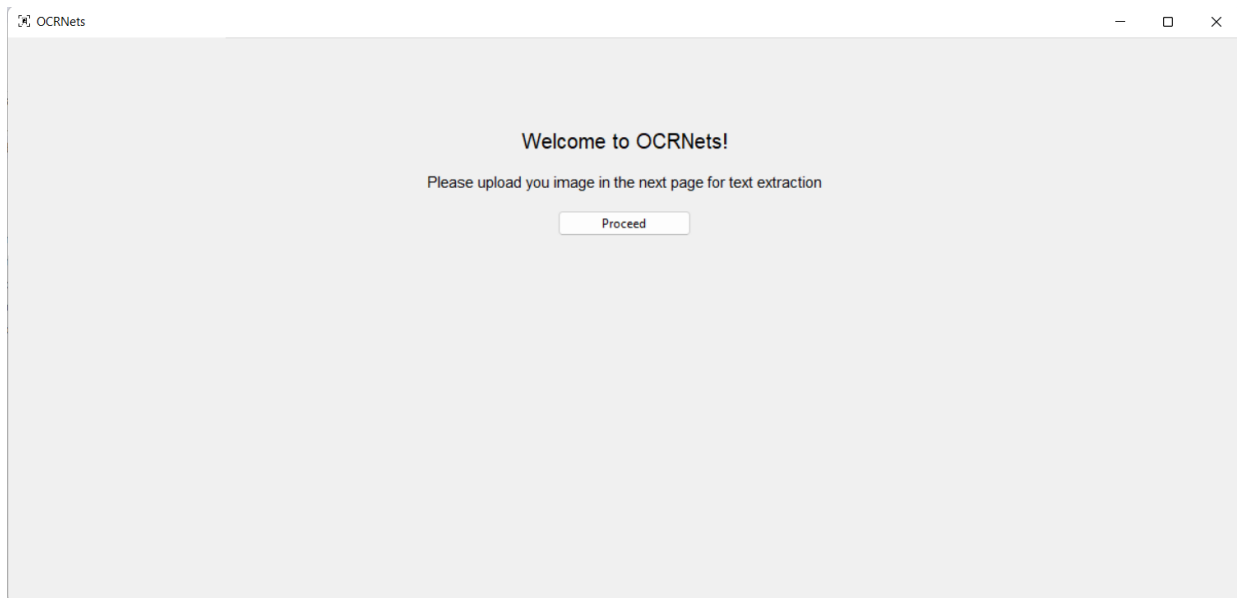 OCRNets
Welcome to OCRNets!
Please upload you image in the next page for text extraction
Proceed